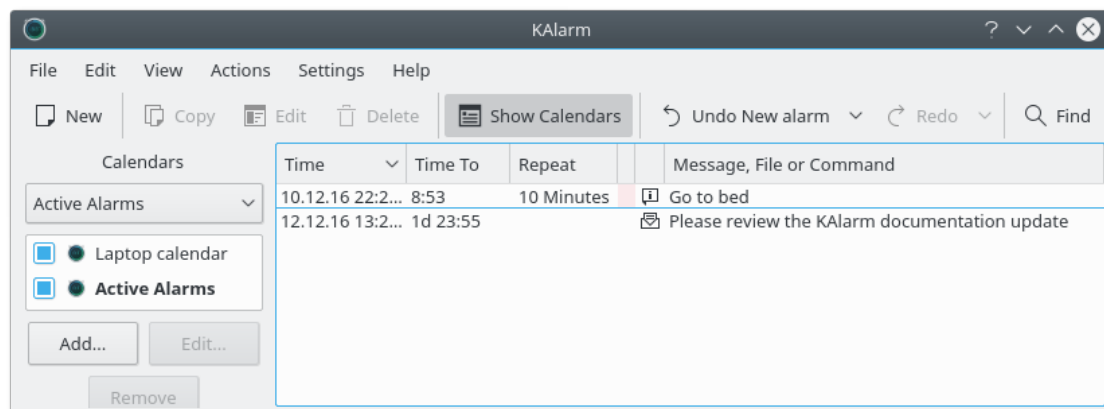 KAlarm
File Edit View Actions Settings Help
New Copy Edit Delete Show Calendars Undo New alarm Redo Find
Calendars
Active Alarms
Laptop calendar
Active Alarms
Add... Edit...
Remove
Time Time To Repeat Message, File or Command
10.12.16 22:2... 8:53 10 Minutes Go to bed
12.12.16 13:2... 1d 23:55 Please review the KAlarm documentation update